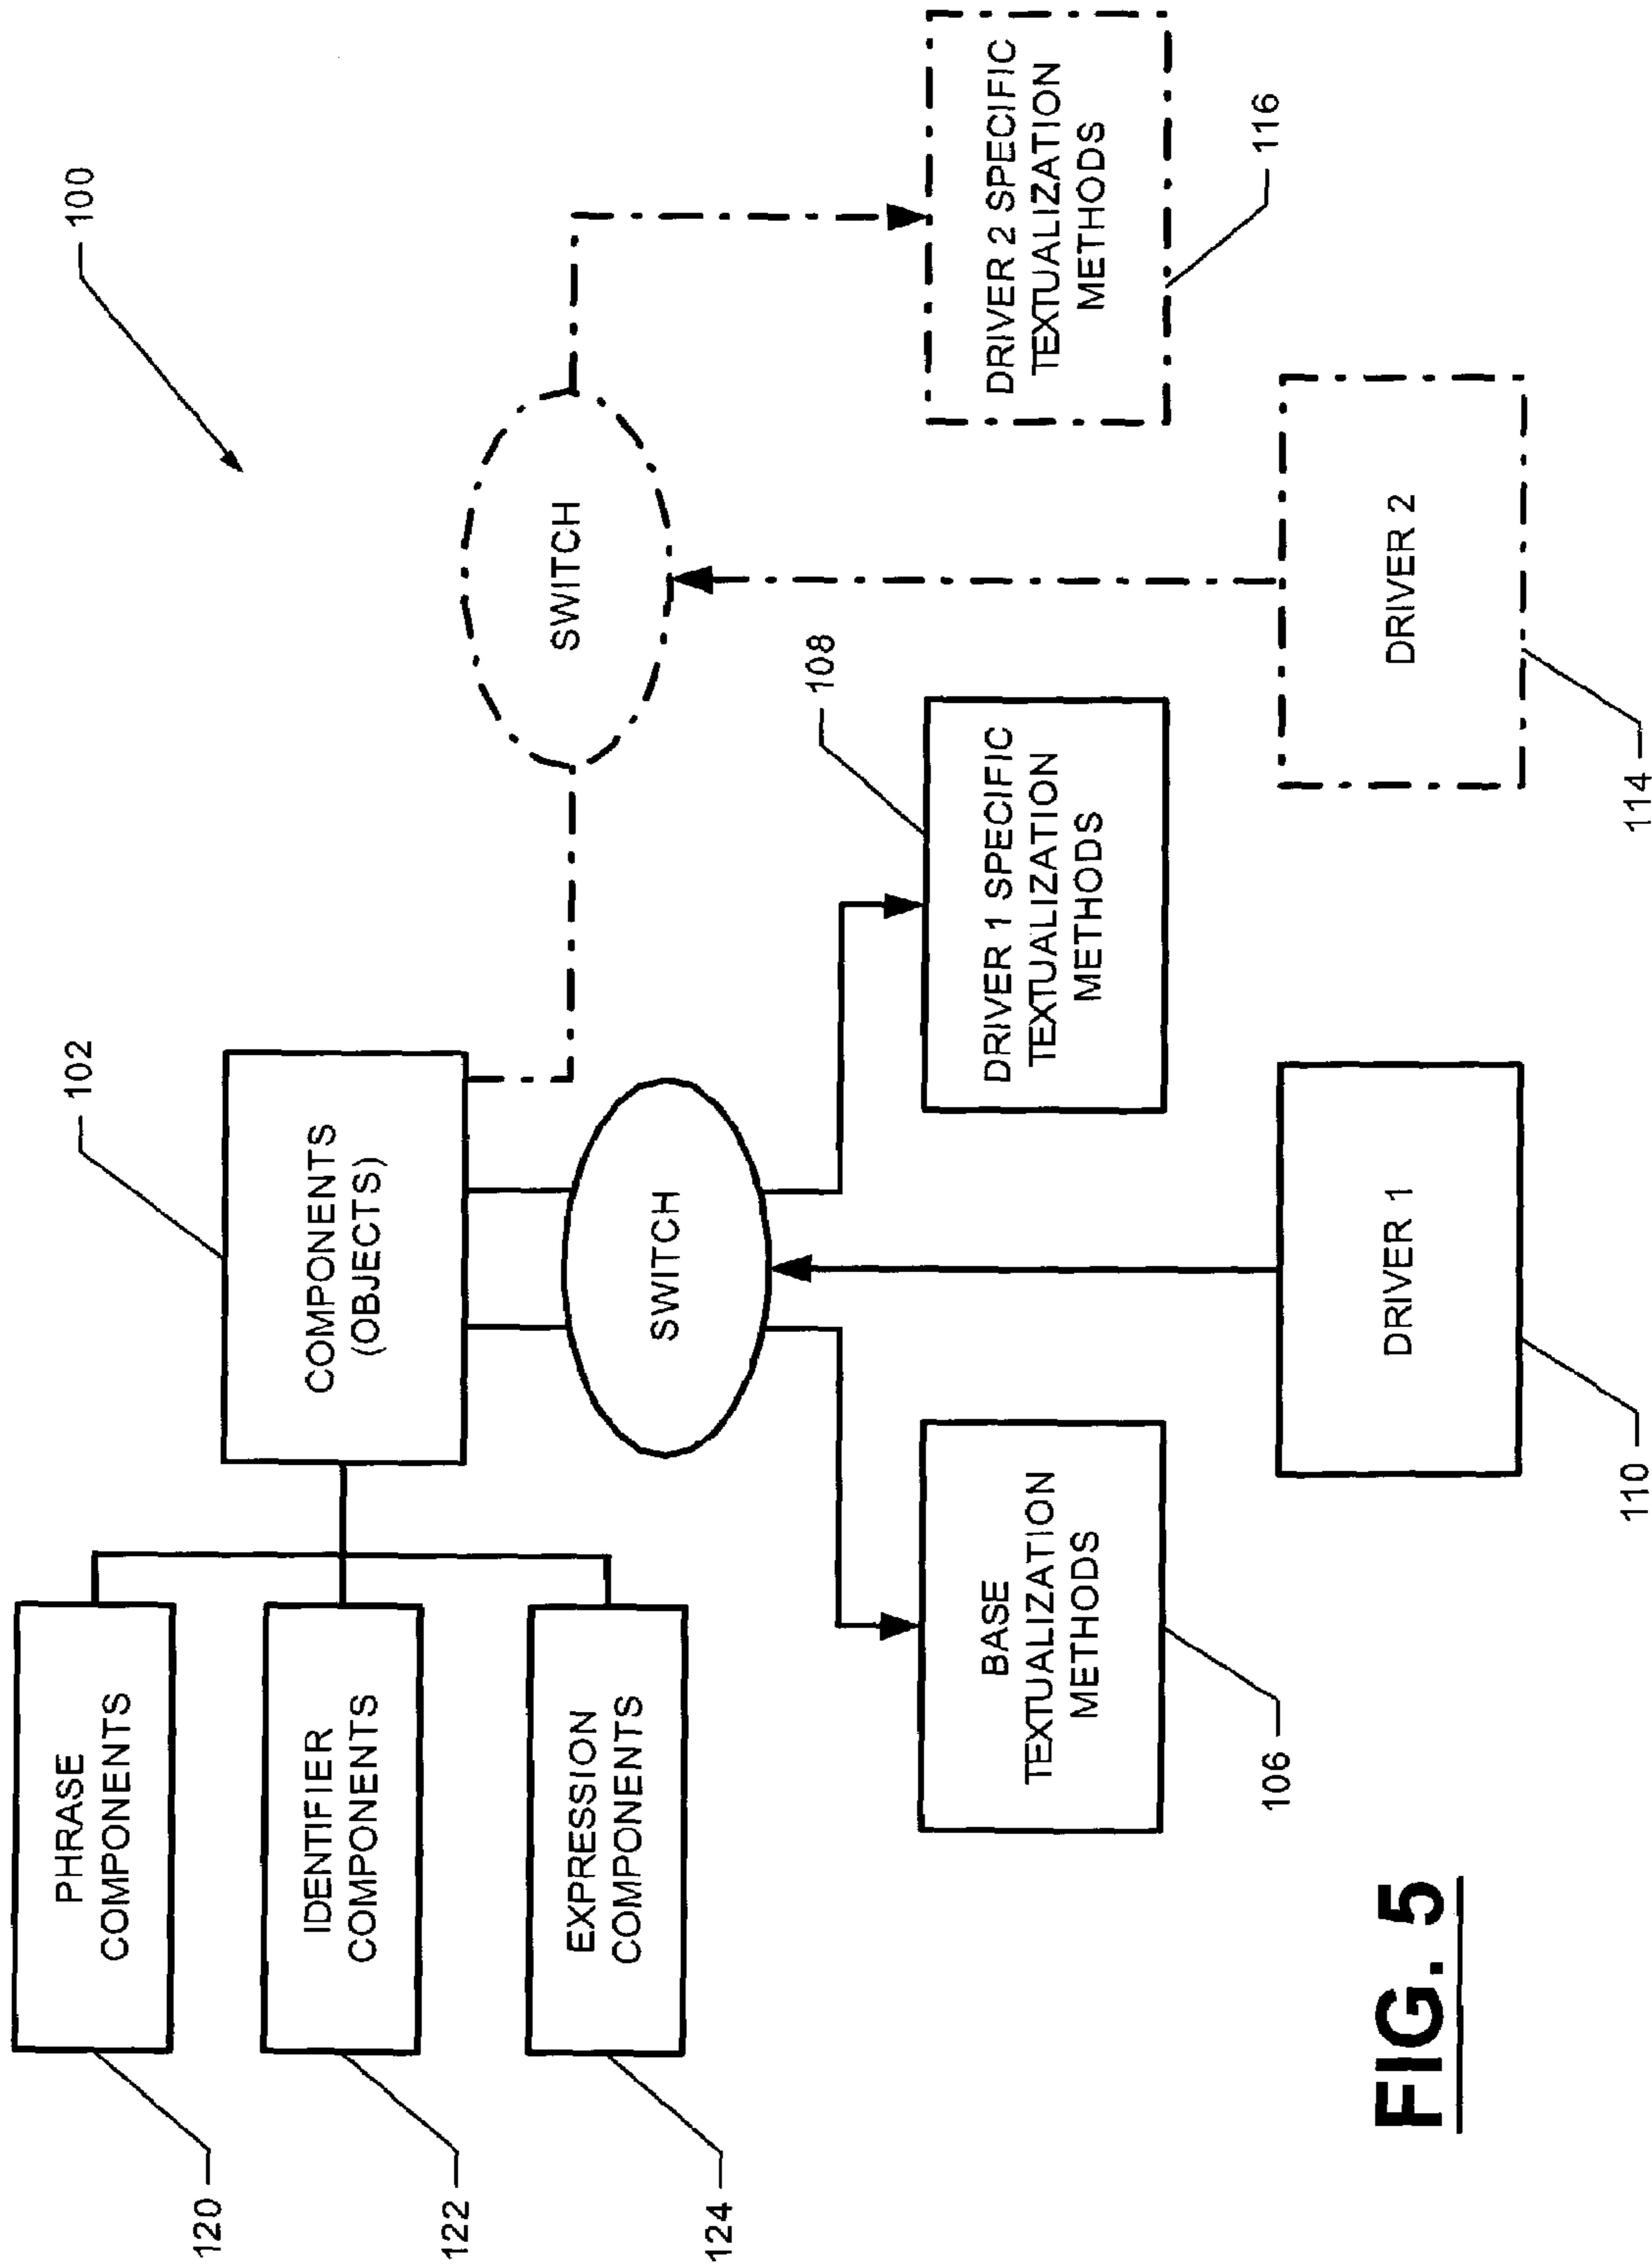 100
102
PHRASE
COMPONENTS
120
IDENTIFIER
COMPONENTS
122
EXPRESSION
COMPONENTS
124
COMPONENTS
(OBJECTS)
SWITCH
SWITCH
BASE
TEXTUALIZATION
METHODS
106
DRIVER 1 SPECIFIC
TEXTUALIZATION
METHODS
108
DRIVER 2 SPECIFIC
TEXTUALIZATION
METHODS
116
DRIVER 1
110
DRIVER 2
114
FIG. 5